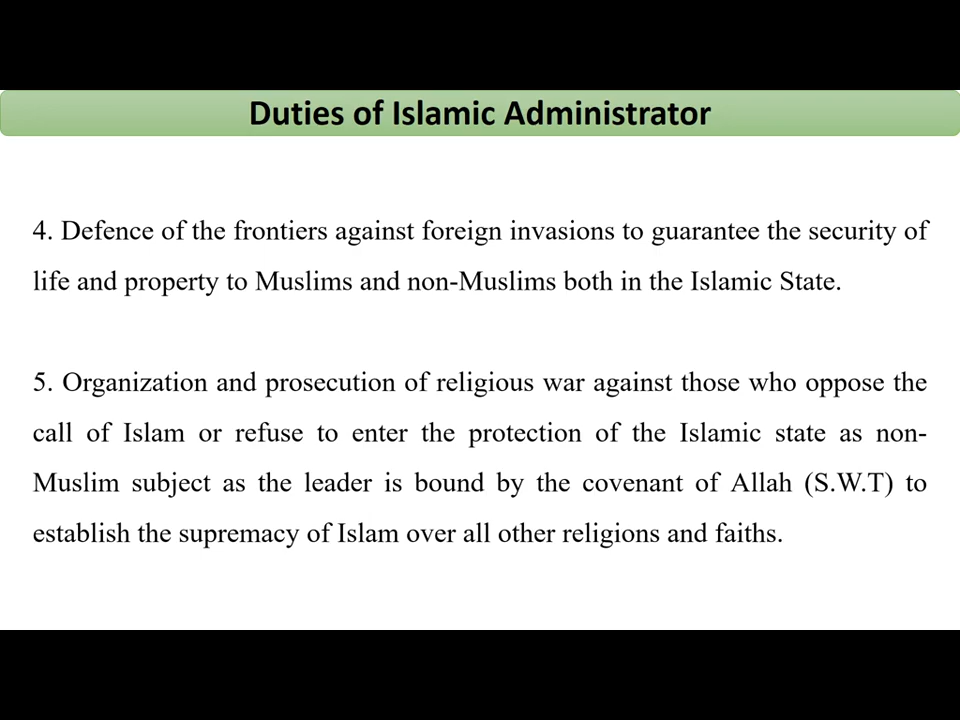 Duties of Islamic Administrator
4. Defence of the frontiers against foreign invasions to guarantee the security of
life and property to Muslims and non-Muslims both in the Islamic State.
5. Organization and prosecution of religious war against those who oppose the
call of Islam or refuse to enter the protection of the Islamic state as non-
Muslim subject as the leader is bound by the covenant of Allah (S.W.T) to
establish the supremacy of Islam over all other religions and faiths.